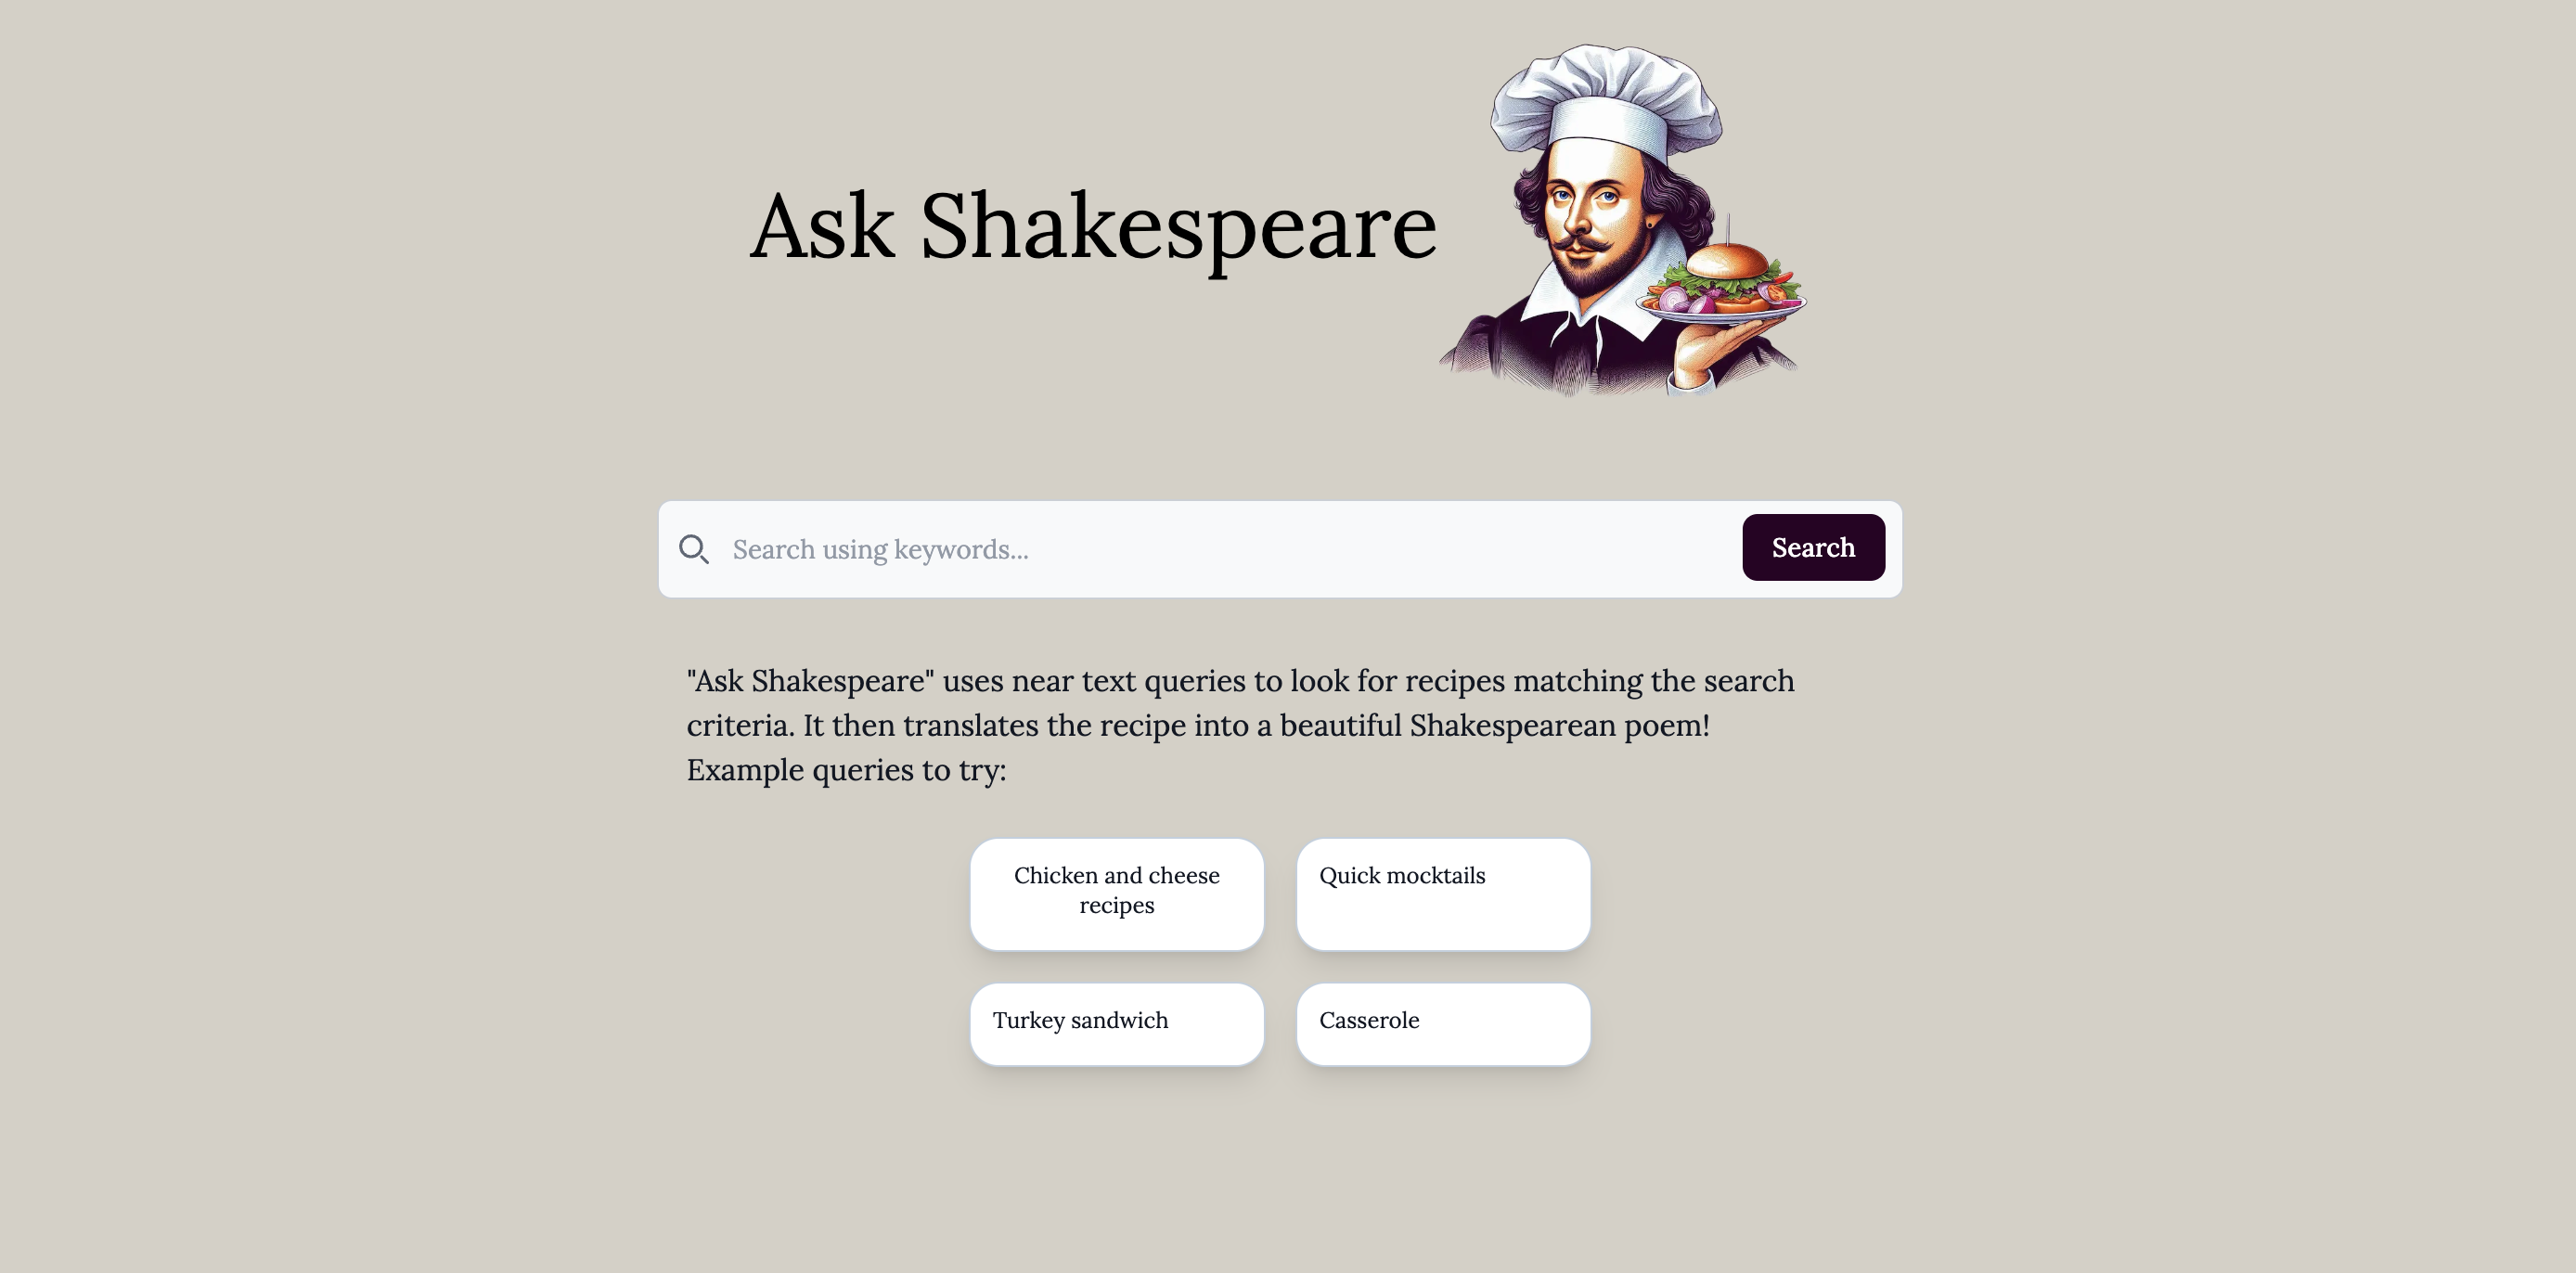 Ask Shakespeare
Search using keywords...
Search
"Ask Shakespeare" uses near text queries to look for recipes matching the search
criteria. It then translates the recipe into a beautiful Shakespearean poem!
Example queries to try:
Chicken and cheese
recipes
Quick mocktails
Turkey sandwich
Casserole